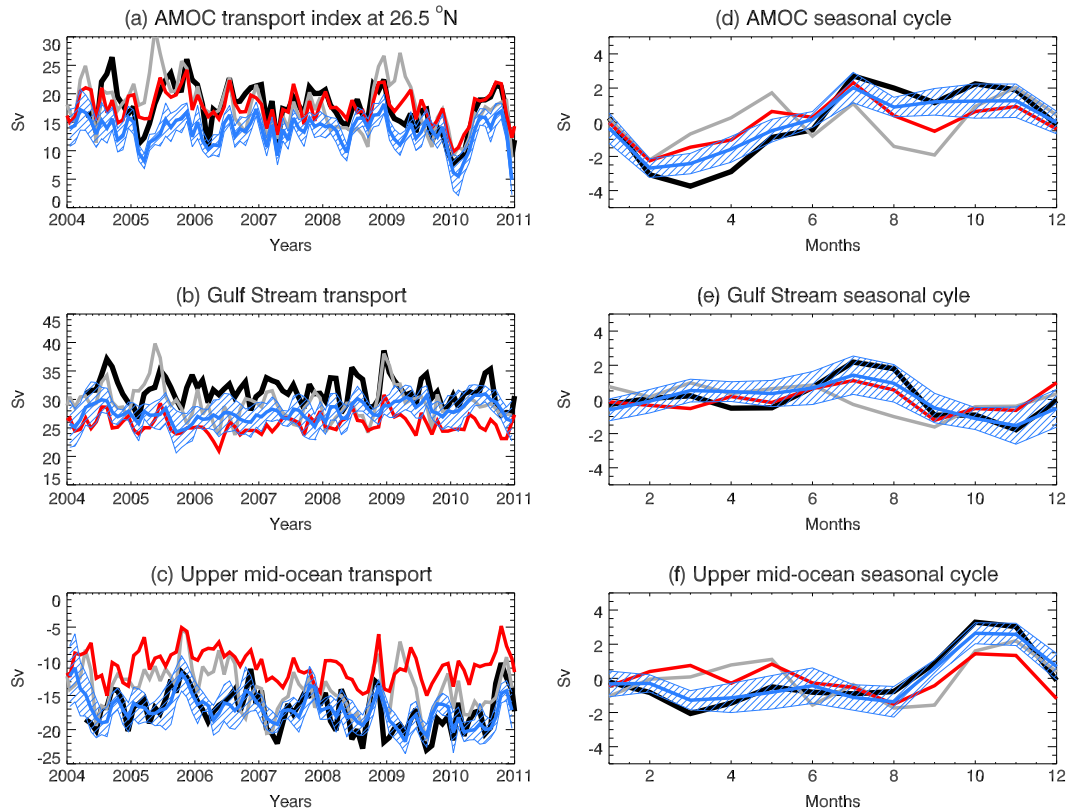 (a) AMOC transport index at 26.5 °N
30
25
20
15
10
5
0
Sv
2004 2005 2006 2007 2008 2009 2010 2011
Years
(d) AMOC seasonal cycle
4
2
0
-2
-4
Sv
2 4 6 8 10 12
Months
(b) Gulf Stream transport
45
40
35
30
25
20
15
Sv
2004 2005 2006 2007 2008 2009 2010 2011
Years
(e) Gulf Stream seasonal cyle
4
2
0
-2
-4
Sv
2 4 6 8 10 12
Months
(c) Upper mid-ocean transport
0
-5
-10
-15
-20
-25
Sv
2004 2005 2006 2007 2008 2009 2010 2011
Years
(f) Upper mid-ocean seasonal cycle
4
2
0
-2
-4
Sv
2 4 6 8 10 12
Months